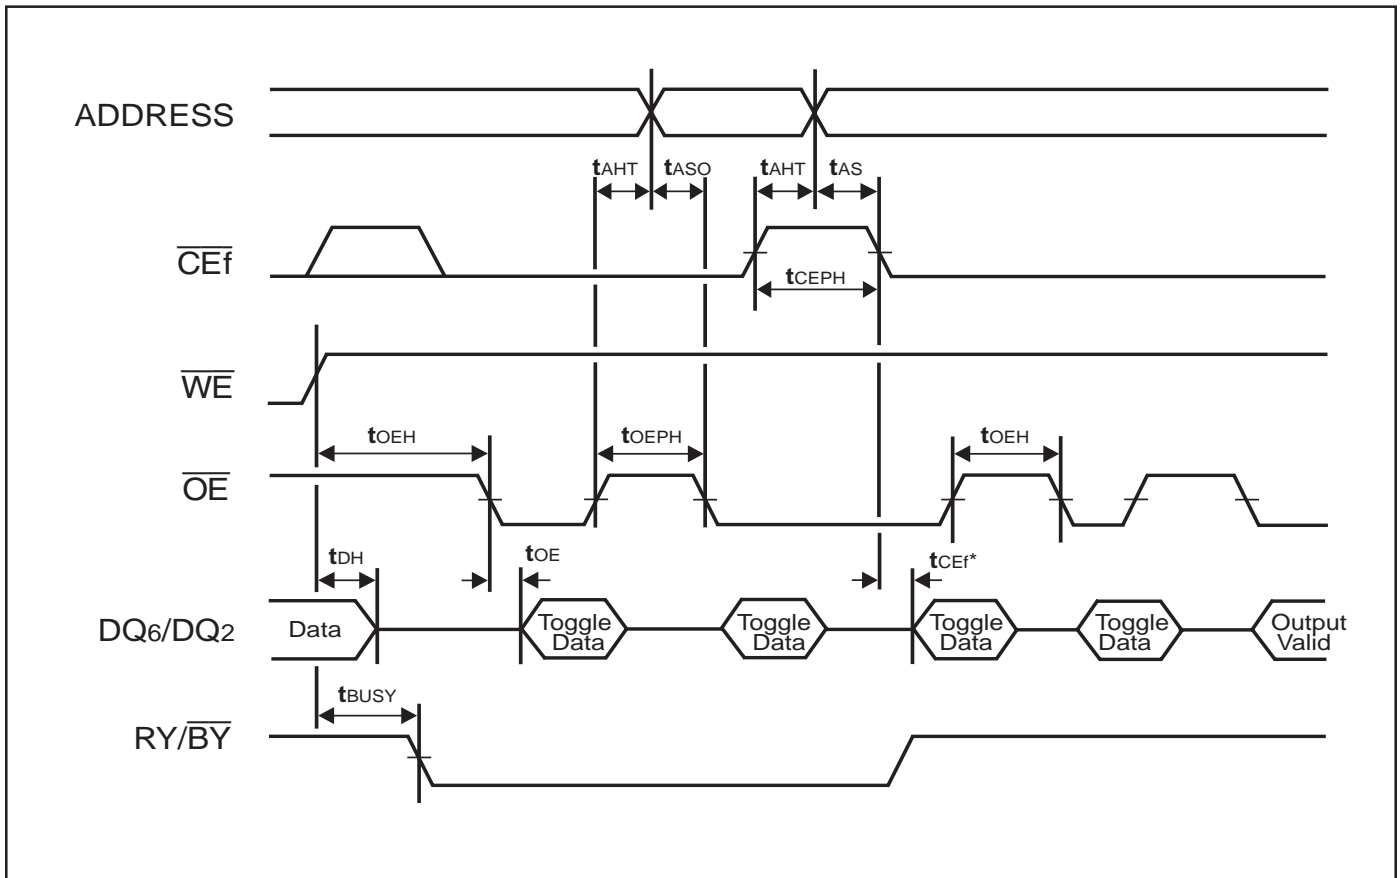 ADDRESS
tAHT tASO tAHT tAS
CEf
tCEPH
WE
tOEH tOEPH tOEH
OE
tDH tOE tCEf*
DQ6/DQ2 Data Toggle Data Toggle Data Toggle Data Toggle Data Output Valid
tBUSY
RY/BY